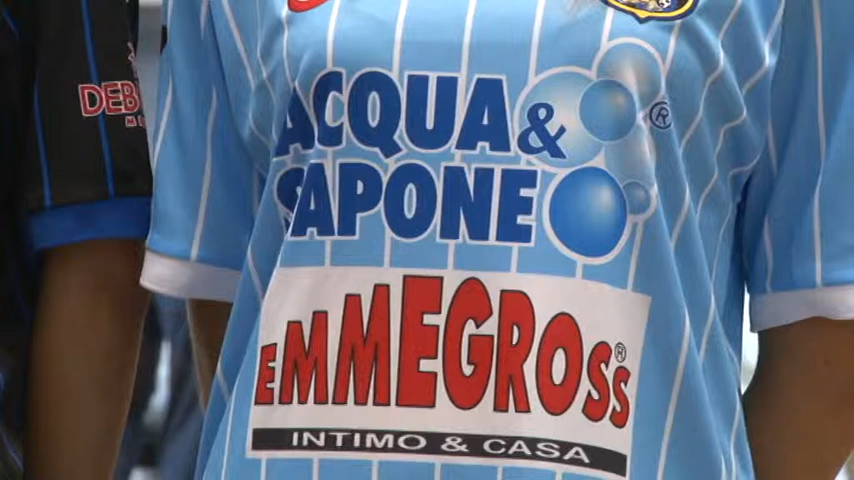 ACQUA &
SAPONE ®
EMMEGROSS®
INTIMO & CASA